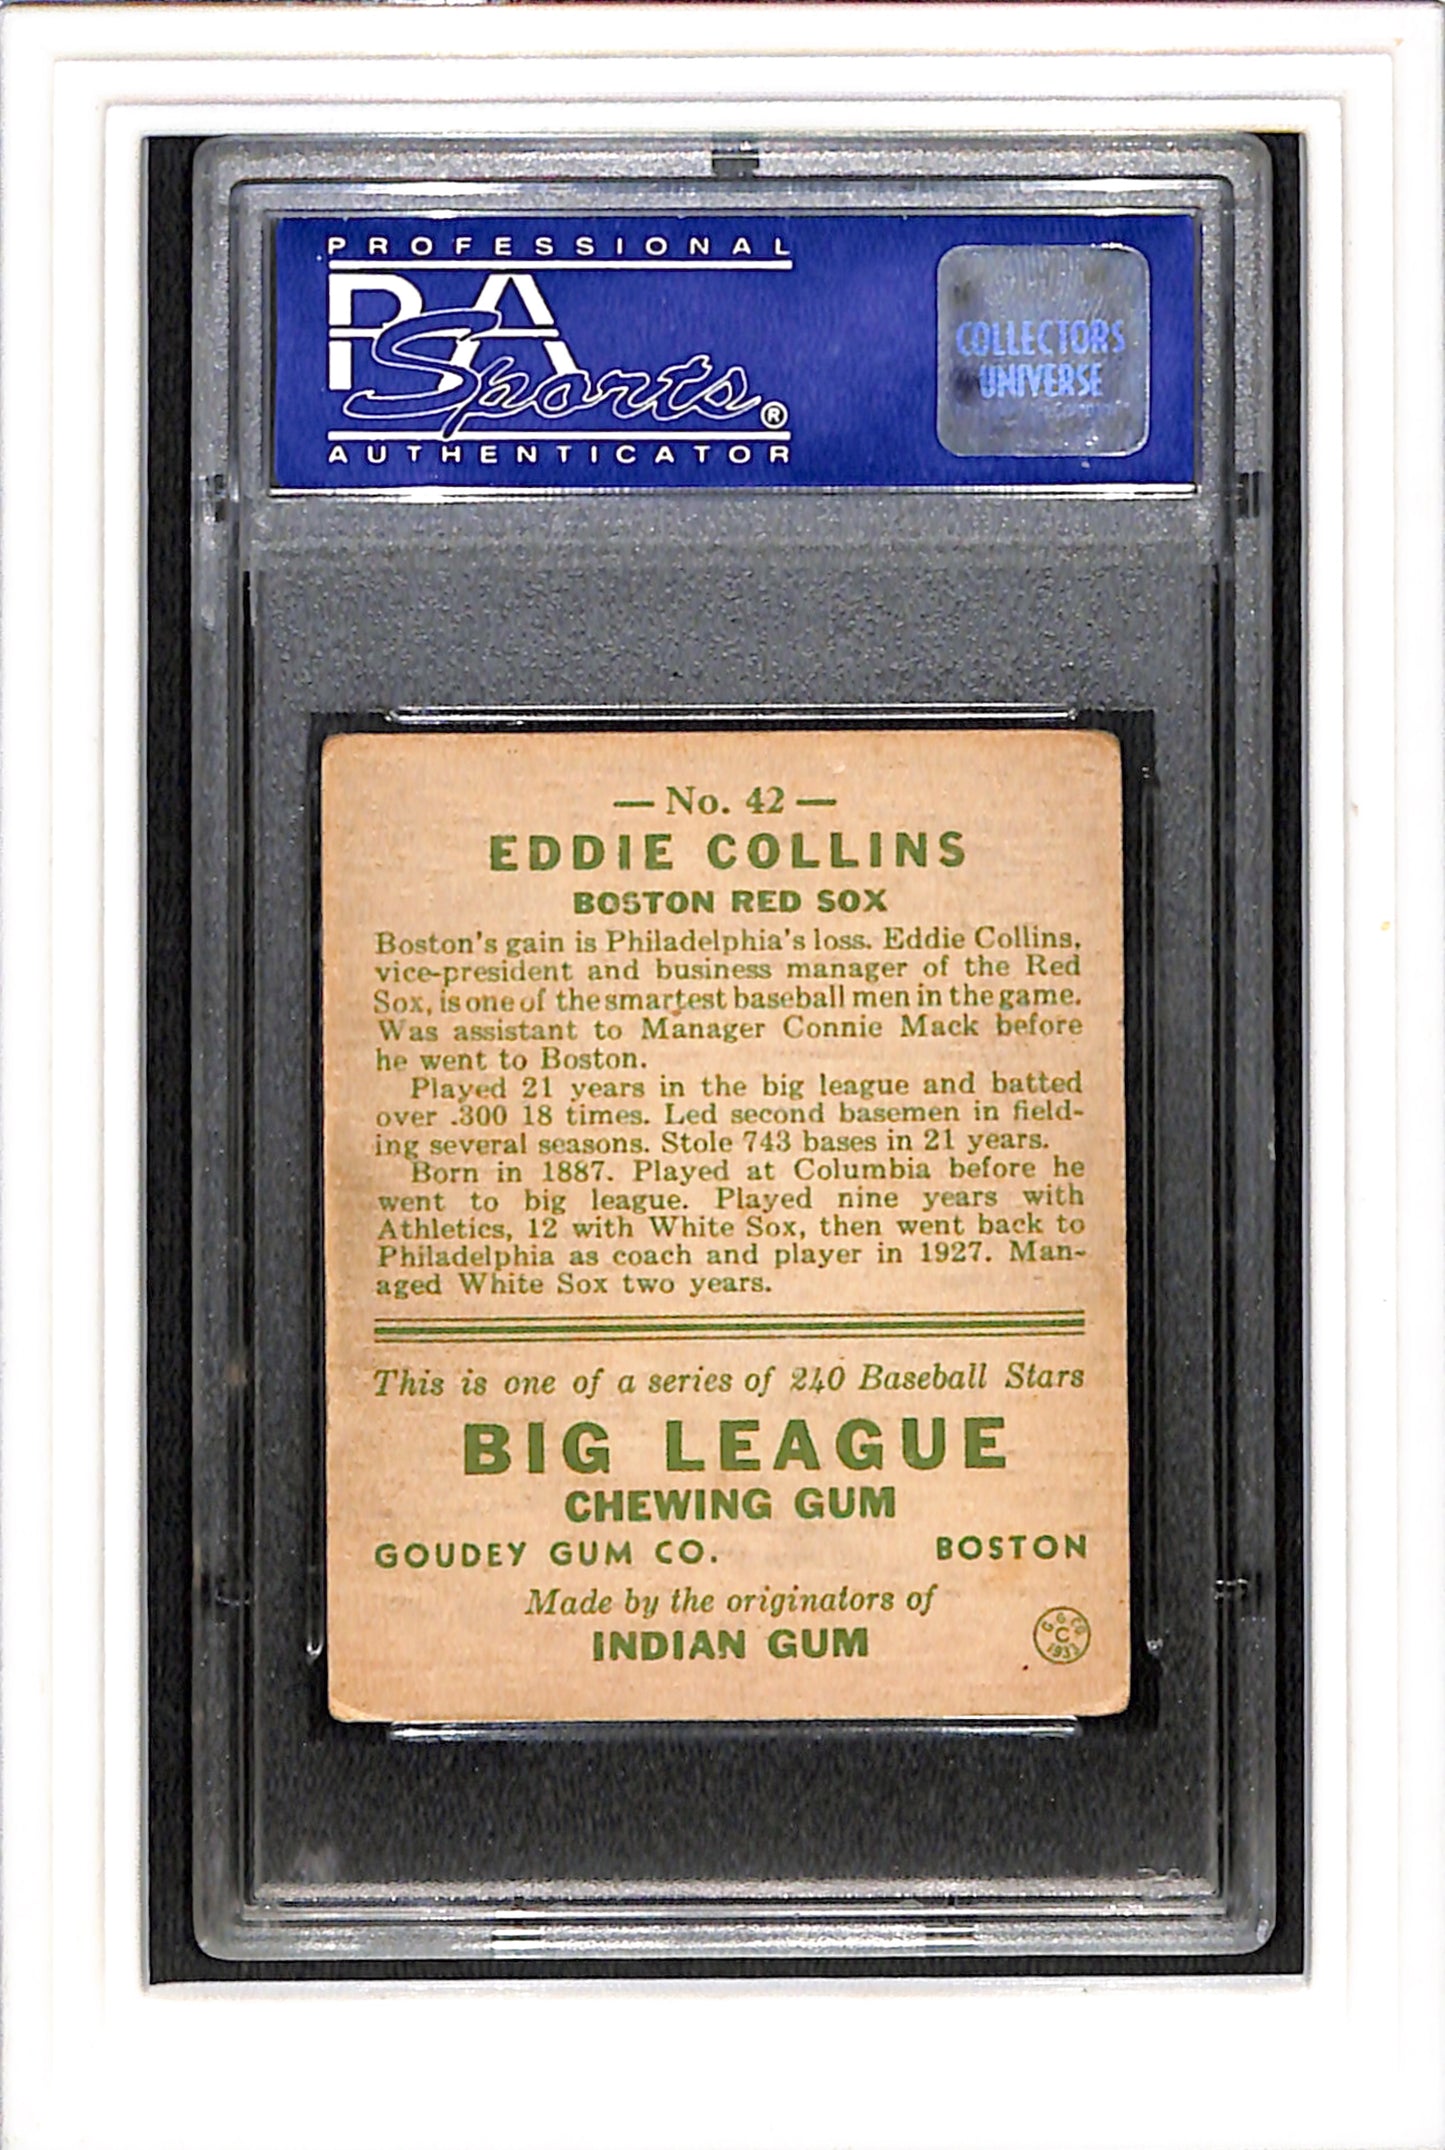 PROFESSIONAL
PSA
Sports®
AUTHENTICATOR
COLLECTORS
UNIVERSE
— No. 42 —
EDDIE COLLINS
BOSTON RED SOX
Boston's gain is Philadelphia's loss. Eddie Collins,
vice-president and business manager of the Red
Sox, is one of the smartest baseball men in the game.
Was assistant to Manager Connie Mack before
he went to Boston.
Played 21 years in the big league and batted
over .300 18 times. Led second basemen in field-
ing several seasons. Stole 743 bases in 21 years.
Born in 1887. Played at Columbia before he
went to big league. Played nine years with
Athletics, 12 with White Sox, then went back to
Philadelphia as coach and player in 1927. Man-
aged White Sox two years.
This is one of a series of 240 Baseball Stars
BIG LEAGUE
CHEWING GUM
GOUDEY GUM CO. BOSTON
Made by the originators of
INDIAN GUM
G. G. CO.
C
1933